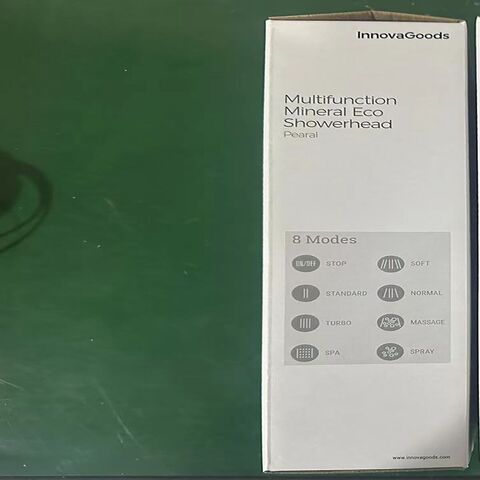 InnovaGoods
Multifunction
Mineral Eco
Showerhead
Pearal
8 Modes
ON/OFF STOP
SOFT
STANDARD
NORMAL
TURBO
MASSAGE
SPA
SPRAY
www.innovagoods.com